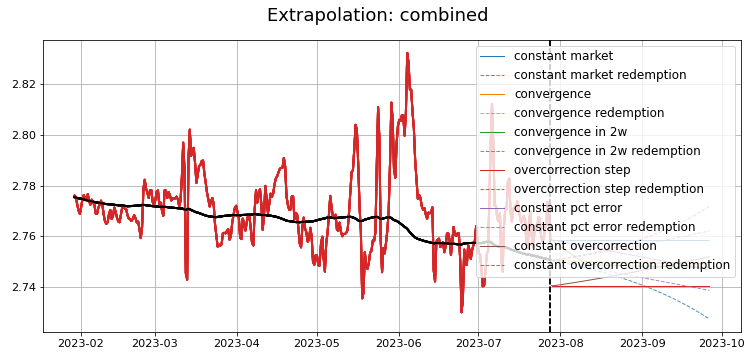 Extrapolation: combined
constant market
constant market redemption
convergence
convergence redemption
convergence in 2w
convergence in 2w redemption
overcorrection step
overcorrection step redemption
constant pct error
constant pct error redemption
constant overcorrection
constant overcorrection redemption
2.82
2.80
2.78
2.76
2.74
2023-02 2023-03 2023-04 2023-05 2023-06 2023-07 2023-08 2023-09 2023-10